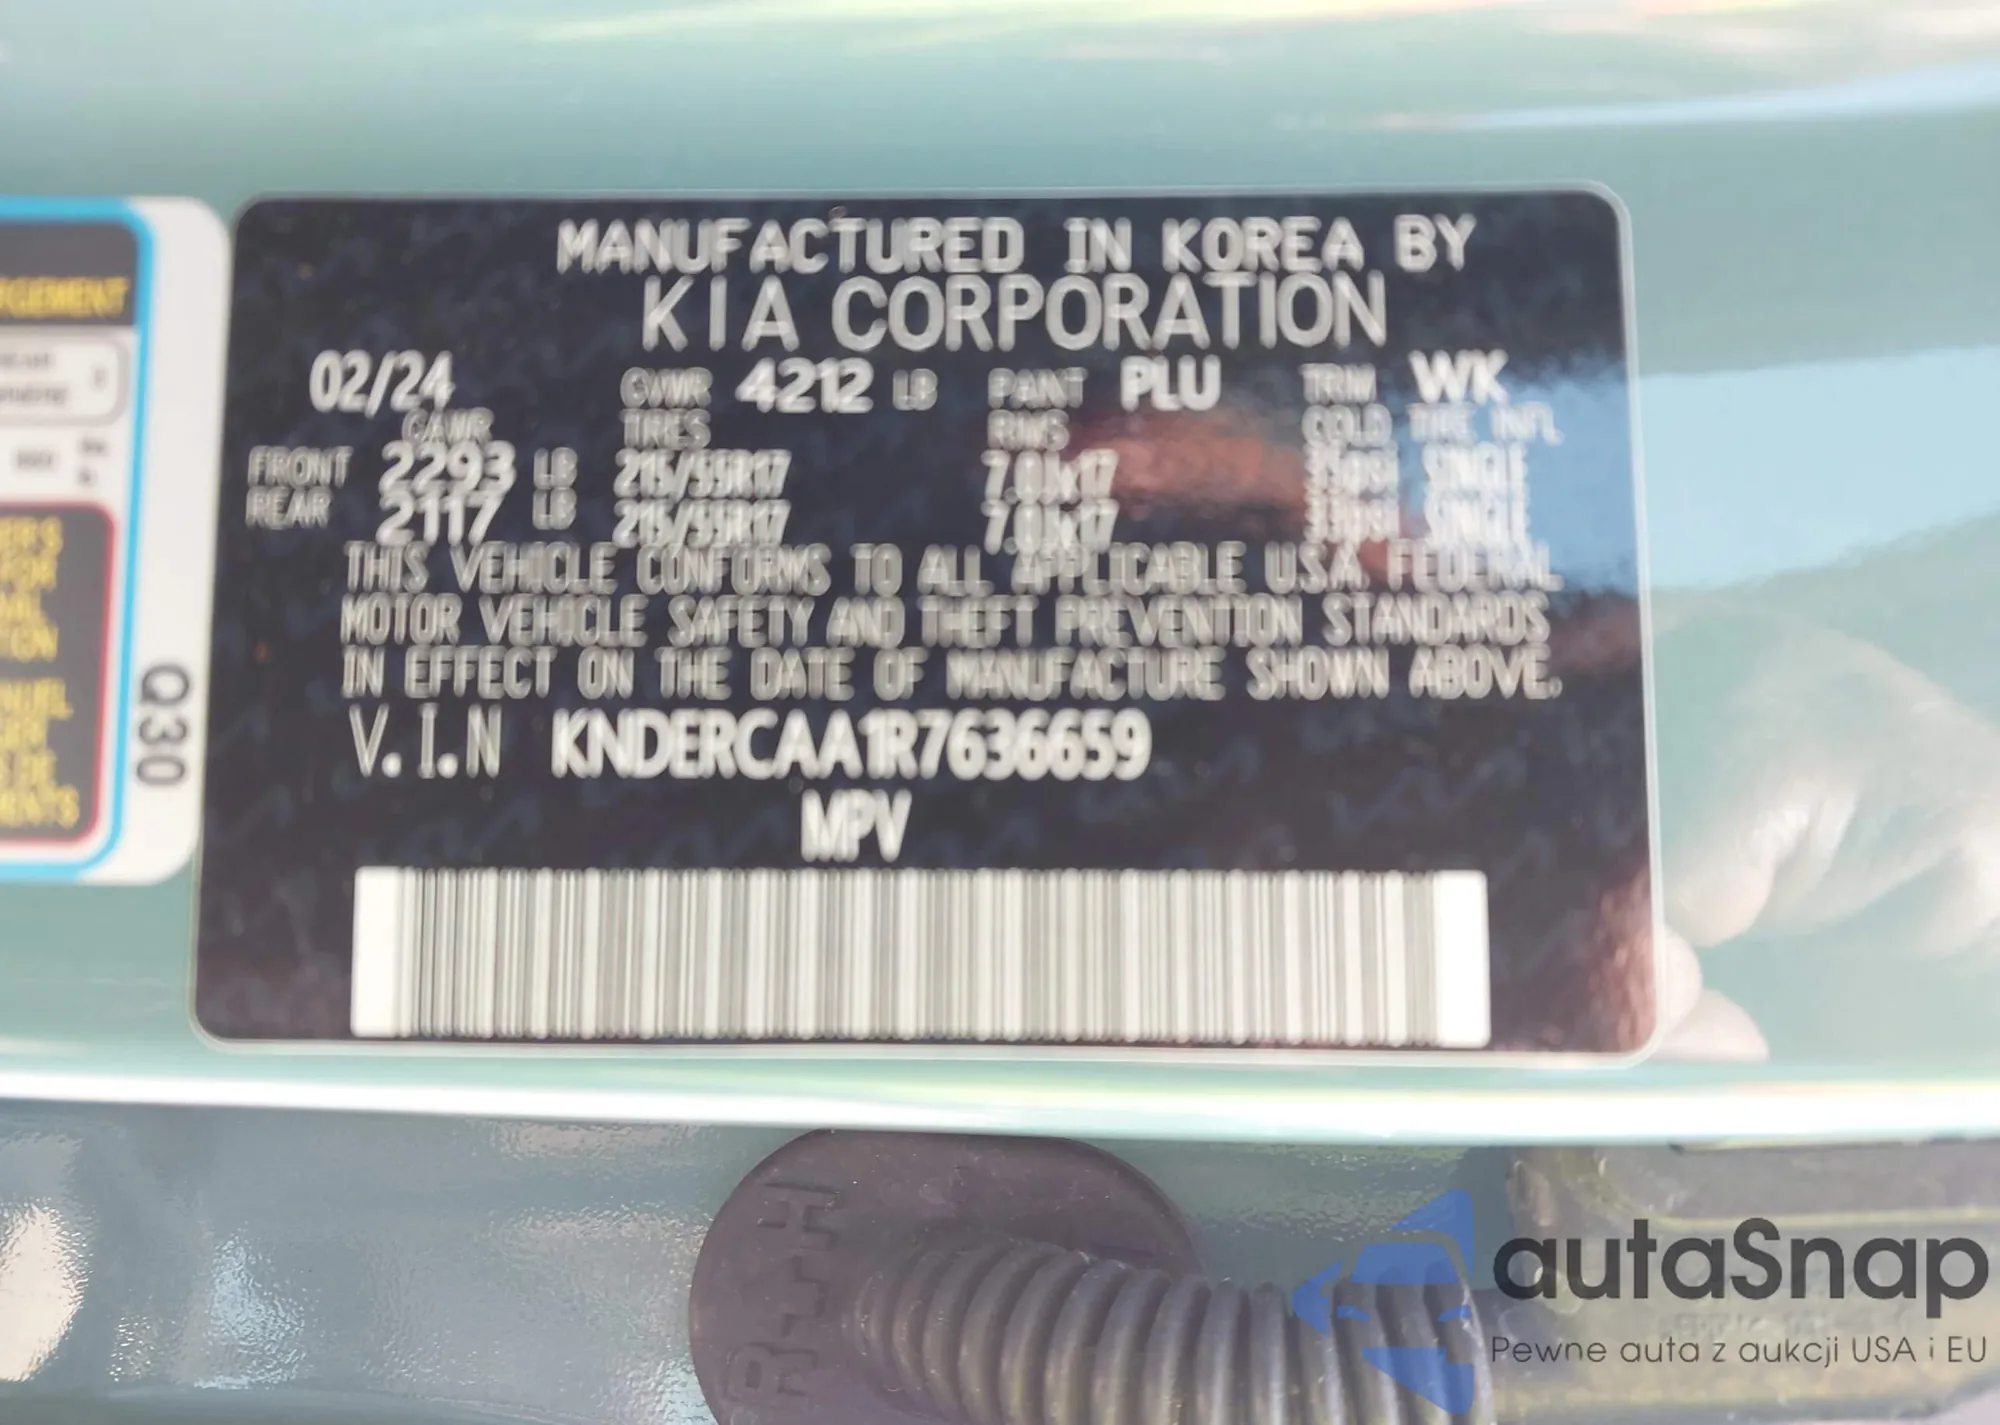 MANUFACTURED IN KOREA BY
KIA CORPORATION
02/24 GVWR 4212 LB PAINT PLU TRIM WK
GAWR TIRES RIMS COLD TIRE INFL
FRONT 2293 LB 215/55R17 7.0Jx17 SINGLE
REAR 2117 LB 215/55R17 7.0Jx17 SINGLE
THIS VEHICLE CONFORMS TO ALL APPLICABLE U.S.A. FEDERAL
MOTOR VEHICLE SAFETY AND THEFT PREVENTION STANDARDS
IN EFFECT ON THE DATE OF MANUFACTURE SHOWN ABOVE.
V.I.N KNDERCAA1R7636659
MPV
Q30
R-H
autaSnap
Pewne auta z aukcji USA i EU